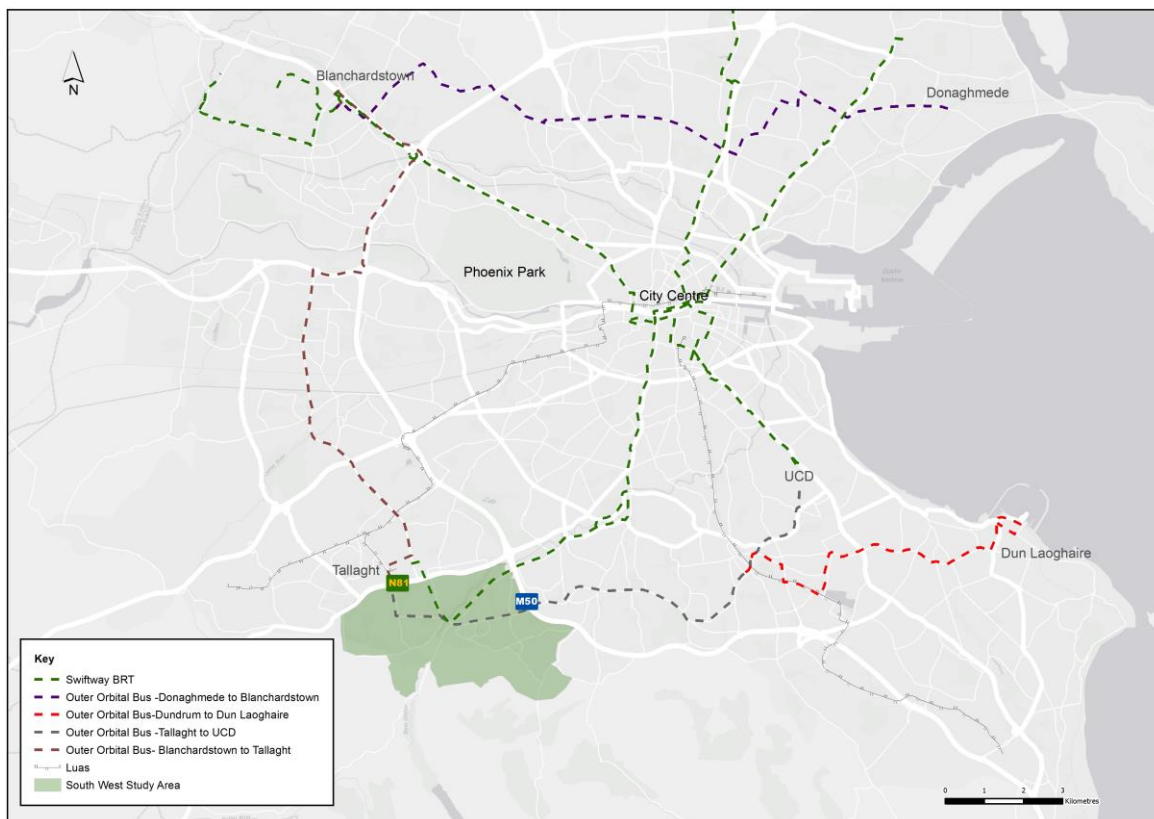 N
Blanchardstown
Donaghmede
Phoenix Park
City Centre
UCD
Dun Laoghaire
Tallaght
N81
M50
Key
Swiftway BRT
Outer Orbital Bus -Donaghmede to Blanchardstown
Outer Orbital Bus-Dundrum to Dun Laoghaire
Outer Orbital Bus -Tallaght to UCD
Outer Orbital Bus- Blanchardstown to Tallaght
Luas
South West Study Area
0 1 2 3
Kilometres